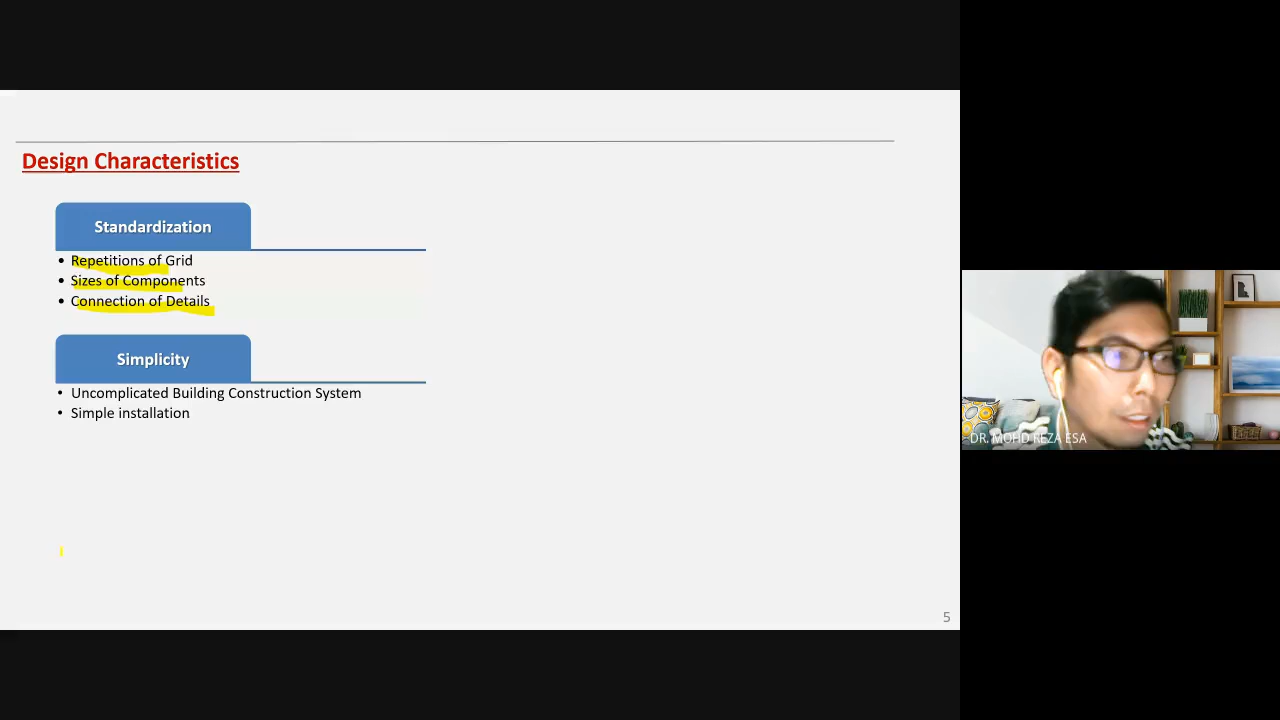 Design Characteristics
Standardization
• Repetitions of Grid
• Sizes of Components
• Connection of Details
Simplicity
• Uncomplicated Building Construction System
• Simple installation
5
DR. MOHD REZA ESA